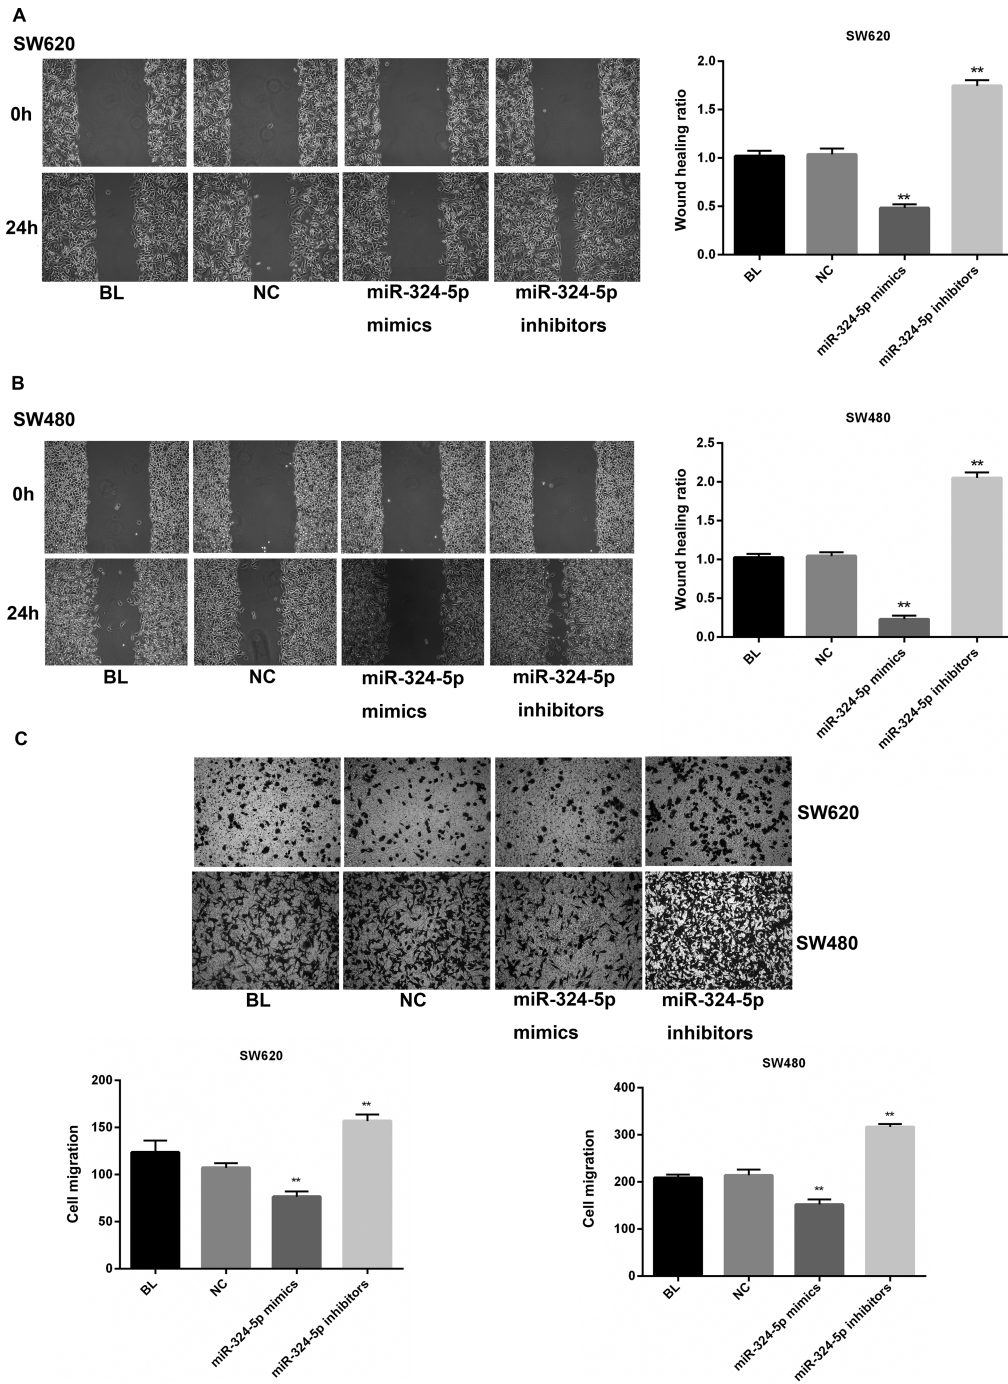 A
SW620
0h
24h
BL
NC
miR-324-5p
mimics
miR-324-5p
inhibitors
SW620
Wound healing ratio
2.0
1.5
1.0
0.5
0.0
**
**
BL
NC
miR-324-5p mimics
miR-324-5p inhibitors
B
SW480
0h
24h
BL
NC
miR-324-5p
mimics
miR-324-5p
inhibitors
SW480
Wound healing ratio
2.5
2.0
1.5
1.0
0.5
0.0
**
**
BL
NC
miR-324-5p mimics
miR-324-5p inhibitors
C
SW620
SW480
BL
NC
miR-324-5p
mimics
miR-324-5p
inhibitors
SW620
Cell migration
200
150
100
50
0
**
**
BL
NC
miR-324-5p mimics
miR-324-5p inhibitors
SW480
Cell migration
400
300
200
100
0
**
**
BL
NC
miR-324-5p mimics
miR-324-5p inhibitors